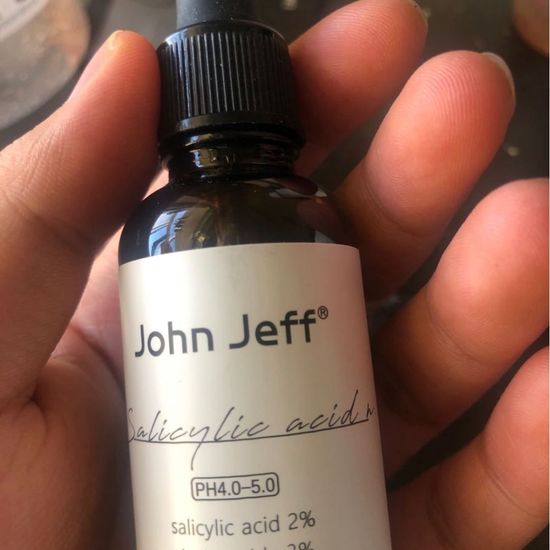 John Jeff®
Salicylic acid
PH4.0-5.0
salicylic acid 2%